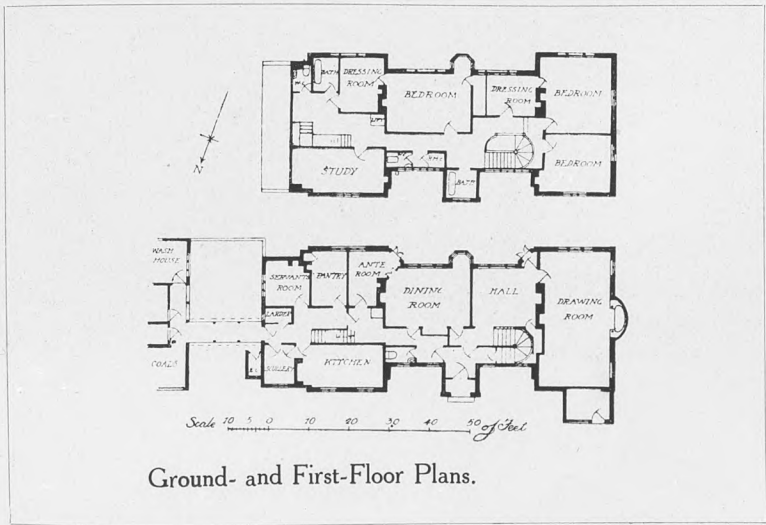 BATH
DRESSING
ROOM
BEDROOM
DRESSING
ROOM
BEDROOM
LIFT
N
STUDY
BEDROOM
BATH
WASH
HOUSE
SERVANTS
ROOM
PANTRY
ANTE
ROOM
DINING
ROOM
HALL
DRAWING
ROOM
LARDER
COALS
SCULLERY
KITCHEN
Scale 10 5 0 10 20 30 40 50 of Feet
Ground- and First-Floor Plans.